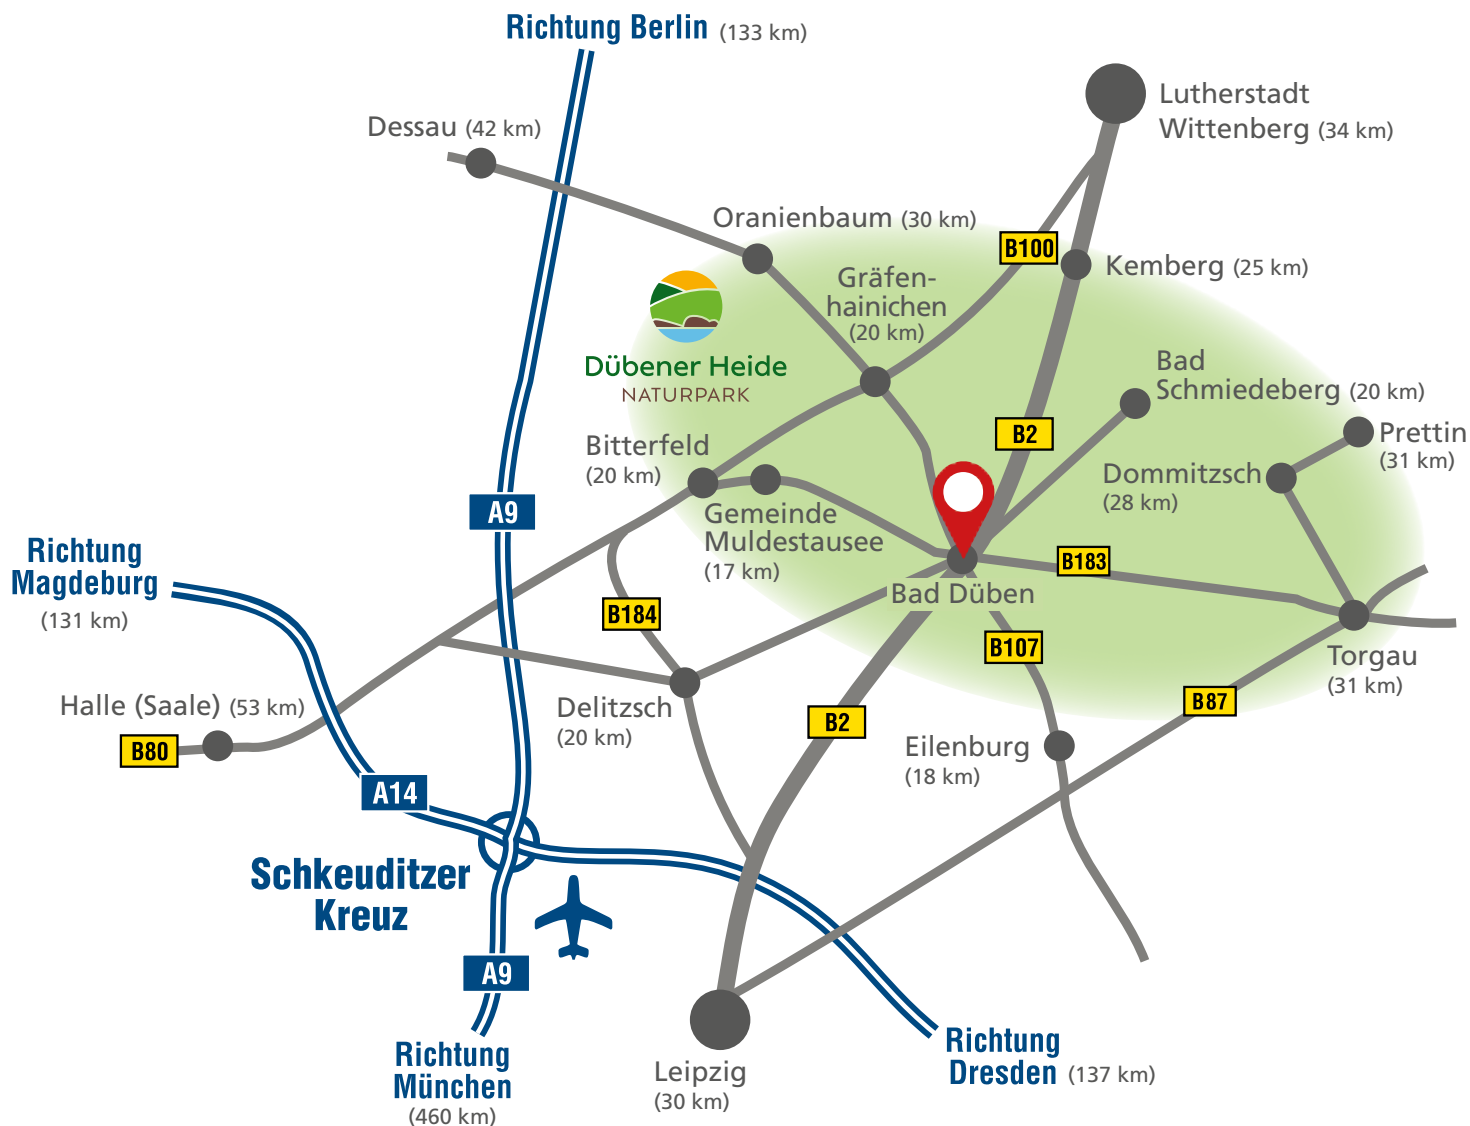 Richtung Berlin (133 km)
Dessau (42 km)
Lutherstadt
Wittenberg (34 km)
Oranienbaum (30 km)
B100
Kemberg (25 km)
Gräfen-
hainichen
(20 km)
Dübener Heide
NATURPARK
Bad
Schmiedeberg (20 km)
B2
Prettin
(31 km)
Bitterfeld
(20 km)
Dommitzsch
(28 km)
A9
Gemeinde
Muldestausee
(17 km)
Richtung
Magdeburg
(131 km)
B183
Bad Düben
B184
B107
Torgau
(31 km)
Halle (Saale) (53 km)
B80
Delitzsch
(20 km)
B2
B87
Eilenburg
(18 km)
A14
Schkeuditzer
Kreuz
A9
Richtung
München
(460 km)
Leipzig
(30 km)
Richtung
Dresden (137 km)